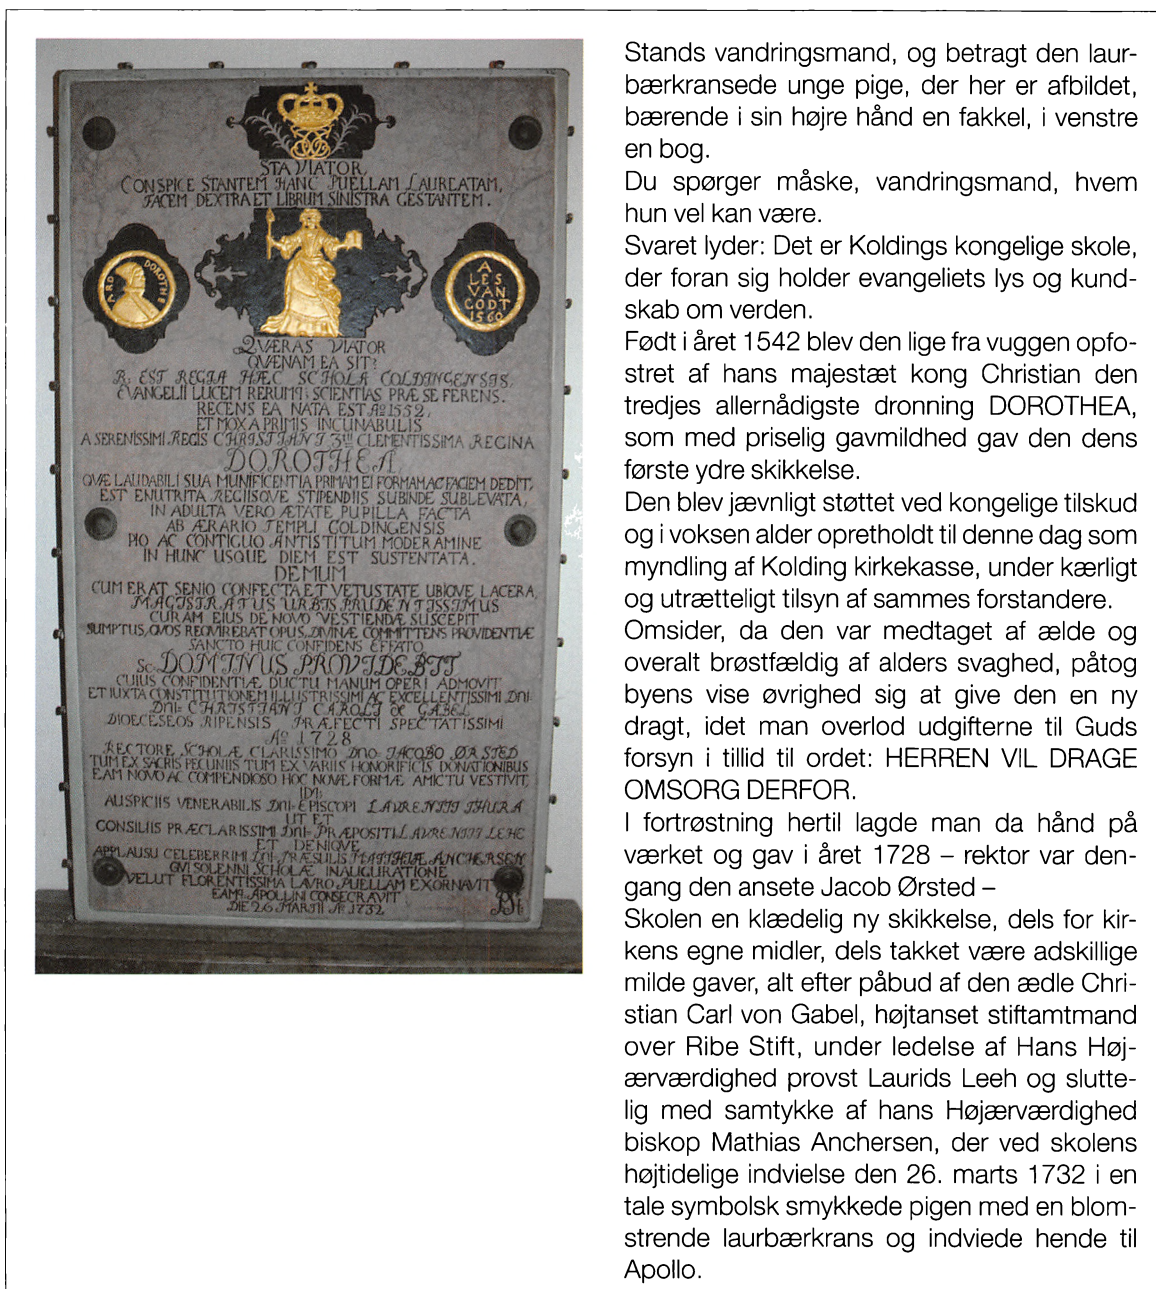 STA VIATOR,
CONSPICE STANTEM HANC PUELLAM LAUREATAM,
FACEM DEXTRA ET LIBRUM SINISTRA GESTANTEM.
ARD DOROTHE
A
LES
VAN
GODT
1560
QVÆRAS VIATOR
QVÆNAM EA SIT?
R: EST REGIA HÆC SCHOLA COLDINGENSIS,
EVANGELII LUCEM RERUMq; SCIENTIAS PRÆ SE FERENS.
RECENS EA NATA EST Aº 1552,
ET MOX A PRIMIS INCUNABULIS
A SERENISSIMI REGIS CHRISTIANI 3tii CLEMENTISSIMA REGINA
DOROTHEA,
QVÆ LAUDABILI SUA MUNIFICENTIA PRIMAM EI FORMAM AC FACIEM DEDIT,
EST ENUTRITA REGIISQVE STIPENDIIS SUBINDE SUBLEVATA,
IN ADULTA VERO ÆTATE PUPILLA FACTA
AB ÆRARIO TEMPLI COLDINGENSIS
PIO AC CONTIGUO ANTISTITUM MODERAMINE
IN HUNC USQUE DIEM EST SUSTENTATA.
DEMUM
CUM ERAT SENIO CONFECTA ET VETUSTATE UBIQVE LACERA,
MAGISTRATUS URBIS PRUDENTISSIMUS
CURAM EIUS DE NOVO VESTIENDÆ SUSCEPIT
SUMPTUS, QVOS REQVIREBAT OPUS, DIVINÆ COMMITTENS PROVIDENTIÆ
SANCTO HUIC CONFIDENS EFFATO
Sc: DOMINUS PROVIDEBIT
CUIUS CONFIDENTIÆ DUCTU MANUM OPERI ADMOVIT
ET IUXTA CONSTITUTIONEM ILLUSTRISSIMI AC EXCELLENTISSIMI DNI
DNI CHRISTIANI CAROLI de GABEL
DIOECESEOS RIPENSIS PRÆFECTI SPECTATISSIMI
Aº 1728
RECTORE SCHOLÆ CLARISSIMO DNO JACOBO ØRSTED
TUM EX SACRIS PECUNIIS TUM EX VARIIS HONORIFICIS DONATIONIBUS
EAM NOVO AC COMPENDIOSO HOC NOVÆ FORMÆ AMICTU VESTIVIT,
AUSPICIIS VENERABILIS DNI EPISCOPI LAVRENTII THURA
UT ET
CONSILIIS PRÆCLARISSIMI DNI PRÆPOSITI LAVRENTII LEHE
ET DENIQVE
APPLAUSU CELEBERRIMI DNI PRÆSULIS MATTHIÆ ANCHERSEN
QVI SOLENNI SCHOLÆ INAUGURATIONE
VELUT FLORENTISSIMA LAVRO PUELLAM EXORNAVIT
EAMq APOLLINI CONSECRAVIT
DIE 26 MARTII Aº 1732
Stands vandringsmand, og betragt den laur-
bærkransede unge pige, der her er afbildet,
bærende i sin højre hånd en fakkel, i venstre
en bog.
Du spørger måske, vandringsmand, hvem
hun vel kan være.
Svaret lyder: Det er Koldings kongelige skole,
der foran sig holder evangeliets lys og kund-
skab om verden.
Født i året 1542 blev den lige fra vuggen opfo-
stret af hans majestæt kong Christian den
tredjes allernådigste dronning DOROTHEA,
som med priselig gavmildhed gav den dens
første ydre skikkelse.
Den blev jævnligt støttet ved kongelige tilskud
og i voksen alder opretholdt til denne dag som
myndling af Kolding kirkekasse, under kærligt
og utrætteligt tilsyn af sammes forstandere.
Omsider, da den var medtaget af ælde og
overalt brøstfældig af alders svaghed, påtog
byens vise øvrighed sig at give den en ny
dragt, idet man overlod udgifterne til Guds
forsyn i tillid til ordet: HERREN VIL DRAGE
OMSORG DERFOR.
I fortrøstning hertil lagde man da hånd på
værket og gav i året 1728 – rektor var den-
gang den ansete Jacob Ørsted –
Skolen en klædelig ny skikkelse, dels for kir-
kens egne midler, dels takket være adskillige
milde gaver, alt efter påbud af den ædle Chri-
stian Carl von Gabel, højtanset stiftamtmand
over Ribe Stift, under ledelse af Hans Høj-
ærværdighed provst Laurids Leeh og slutte-
lig med samtykke af hans Højærværdighed
biskop Mathias Anchersen, der ved skolens
højtidelige indvielse den 26. marts 1732 i en
tale symbolsk smykkede pigen med en blom-
strende laurbærkrans og indviede hende til
Apollo.